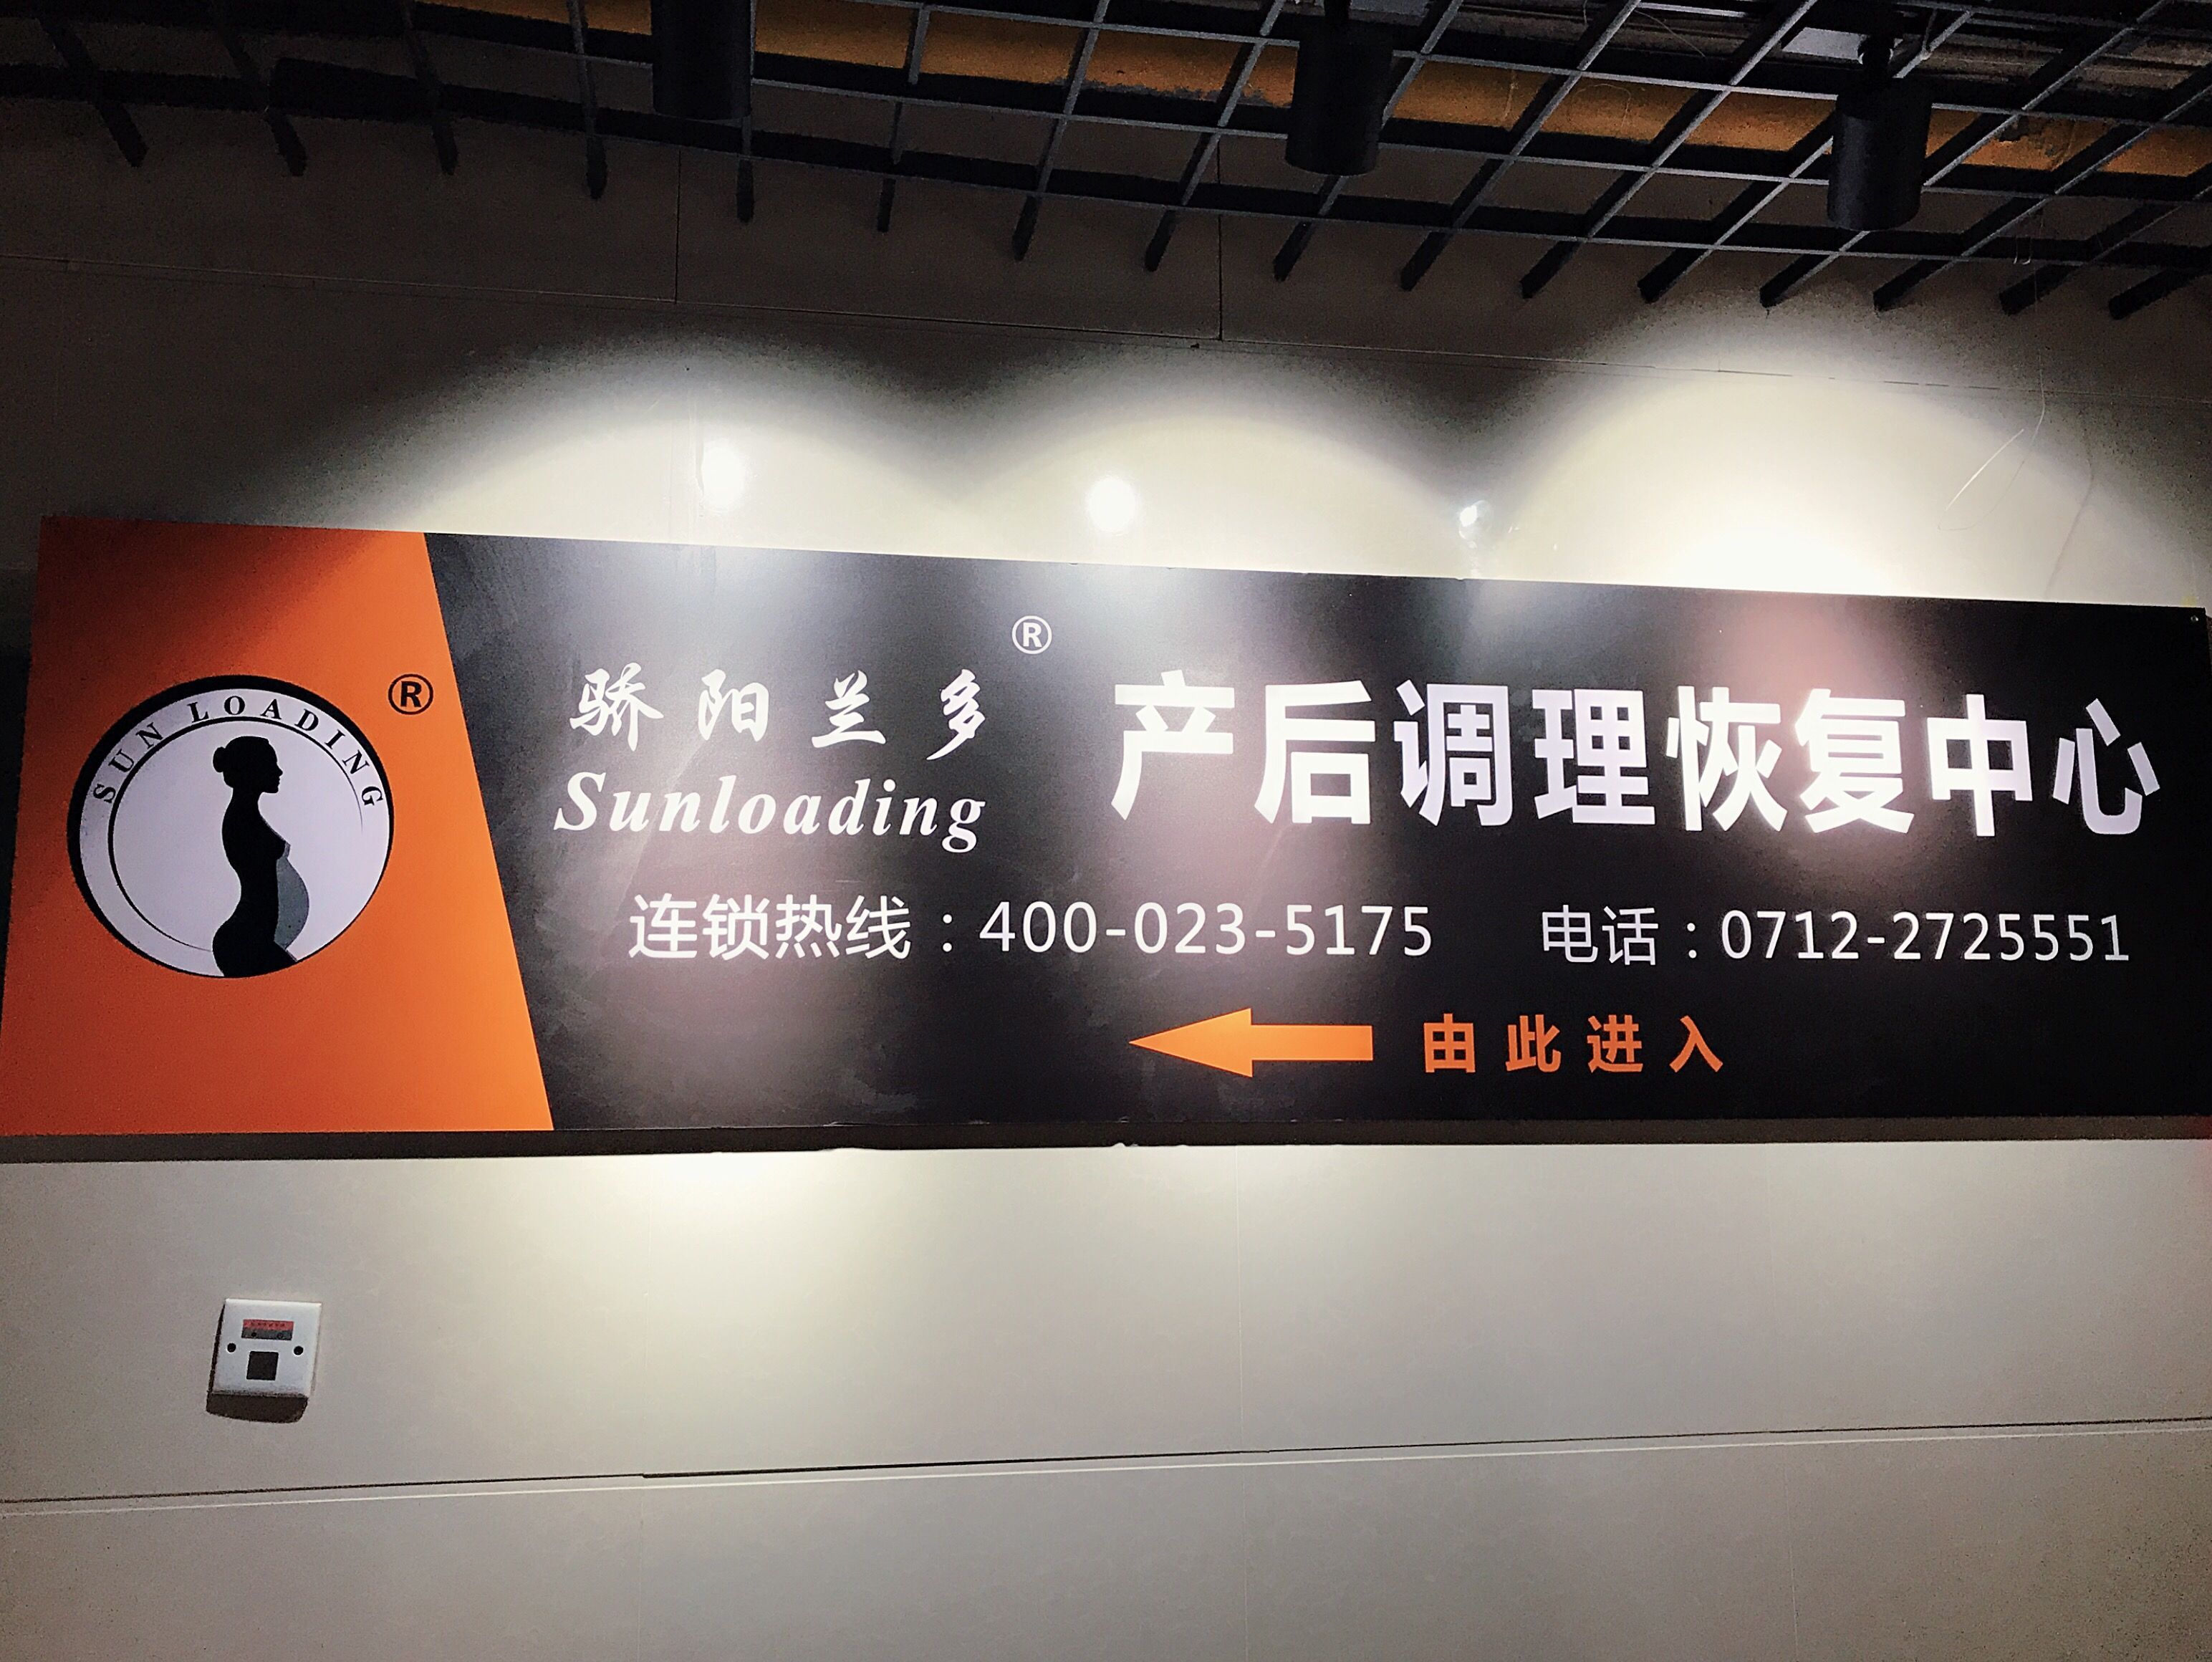 SUN LOADING
®
骄阳兰多®
Sunloading
产后调理恢复中心
连锁热线：400-023-5175 电话：0712-2725551
由此进入